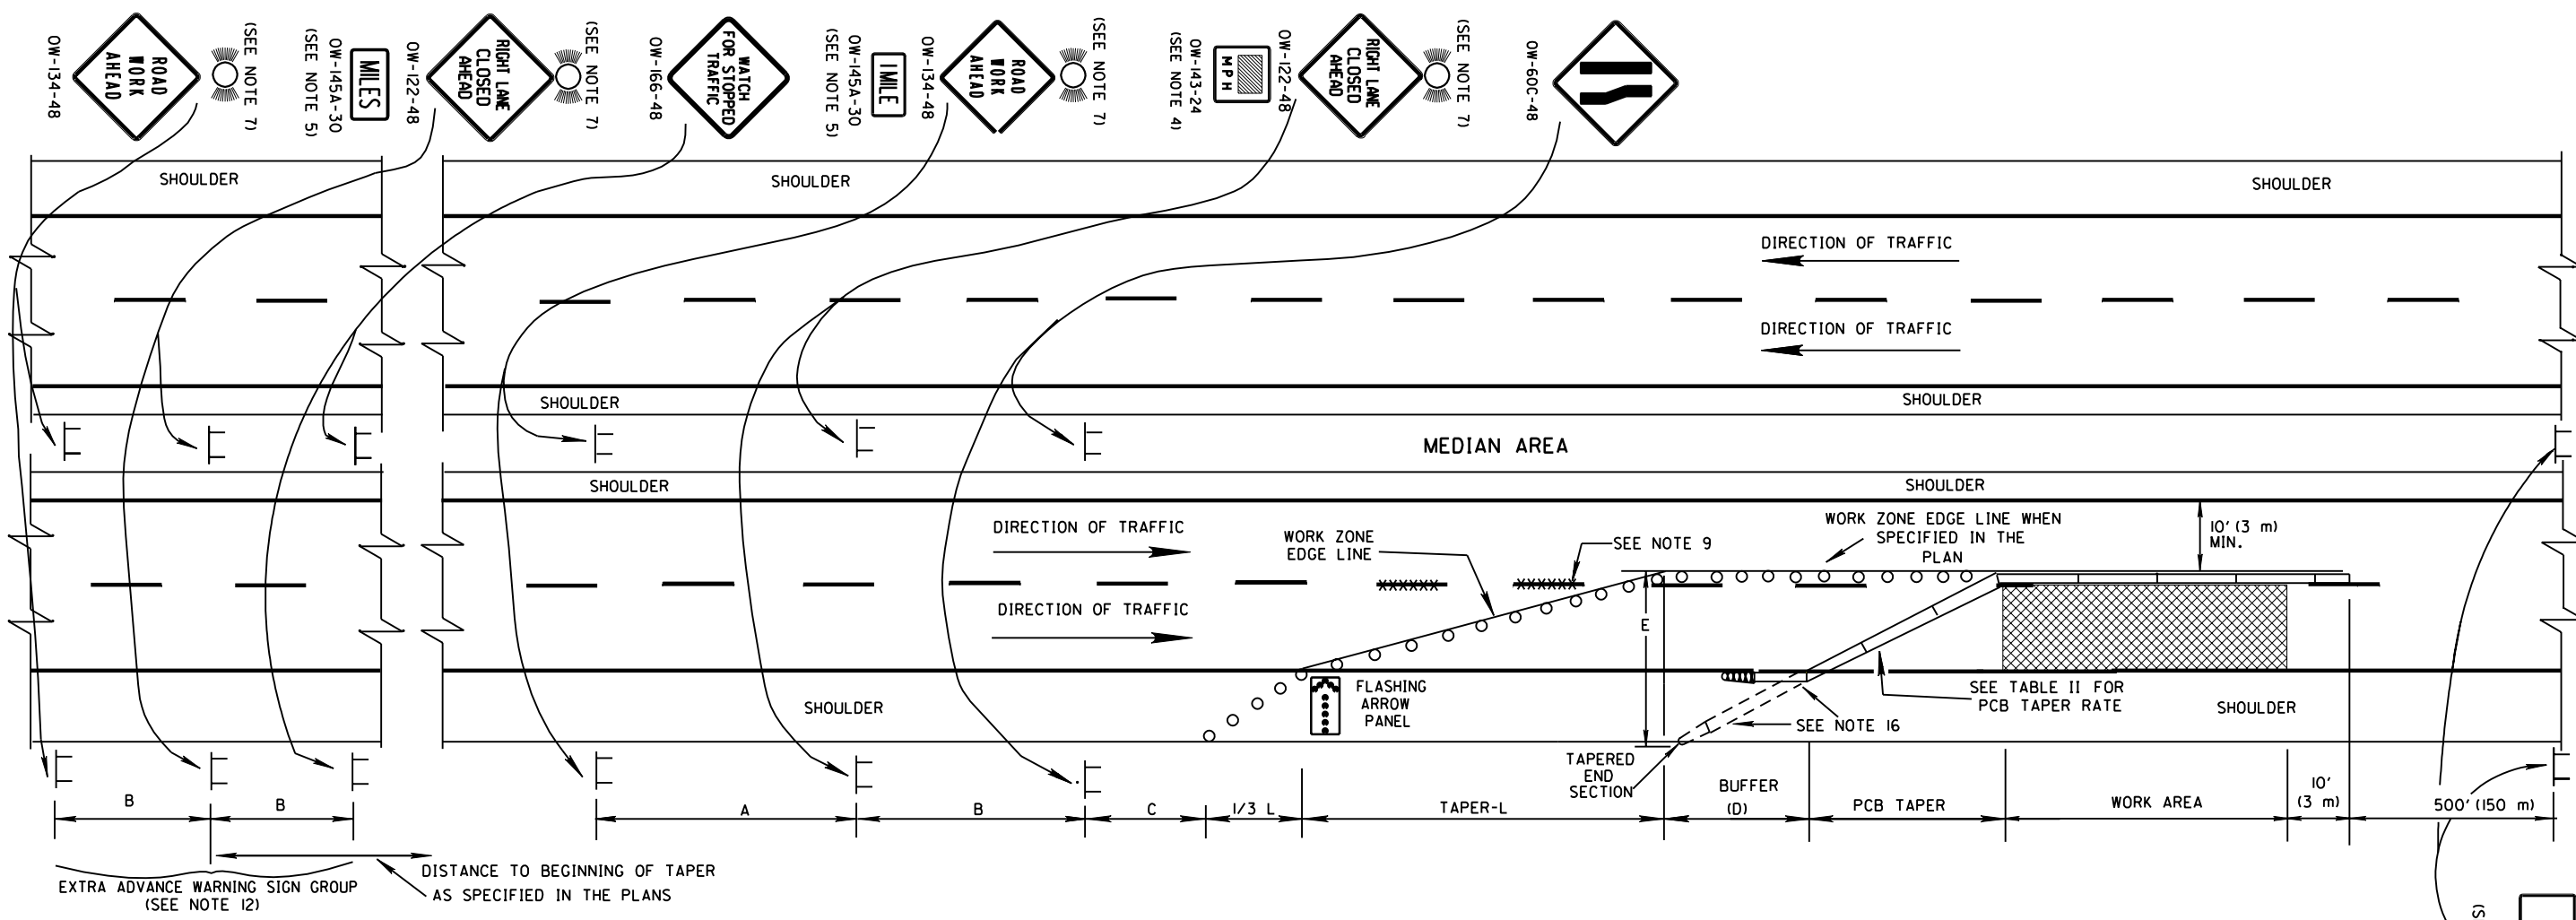 OW-134-48
ROAD
WORK
AHEAD
(SEE NOTE 7)
MILES
OW-145A-30
(SEE NOTE 5)
OW-122-48
RIGHT LANE
CLOSED
AHEAD
(SEE NOTE 7)
OW-166-48
WATCH
FOR STOPPED
TRAFFIC
1 MILE
OW-145A-30
(SEE NOTE 5)
OW-134-48
ROAD
WORK
AHEAD
(SEE NOTE 7)
MPH
OW-143-24
(SEE NOTE 4)
OW-122-48
RIGHT LANE
CLOSED
AHEAD
(SEE NOTE 7)
OW-60C-48
SHOULDER
SHOULDER
SHOULDER
DIRECTION OF TRAFFIC
DIRECTION OF TRAFFIC
SHOULDER
SHOULDER
MEDIAN AREA
SHOULDER
SHOULDER
DIRECTION OF TRAFFIC
WORK ZONE
EDGE LINE
SEE NOTE 9
WORK ZONE EDGE LINE WHEN
SPECIFIED IN THE
PLAN
10' (3 m)
MIN.
DIRECTION OF TRAFFIC
E
XXXXXX
XXXXXX
FLASHING
ARROW
PANEL
SHOULDER
SEE TABLE II FOR
PCB TAPER RATE
SHOULDER
SEE NOTE 16
TAPERED
END
SECTION
B
B
A
B
C
1/3 L
TAPER-L
BUFFER
(D)
PCB TAPER
WORK AREA
10'
(3 m)
500' (150 m)
DISTANCE TO BEGINNING OF TAPER
AS SPECIFIED IN THE PLANS
EXTRA ADVANCE WARNING SIGN GROUP
(SEE NOTE 12)
(S